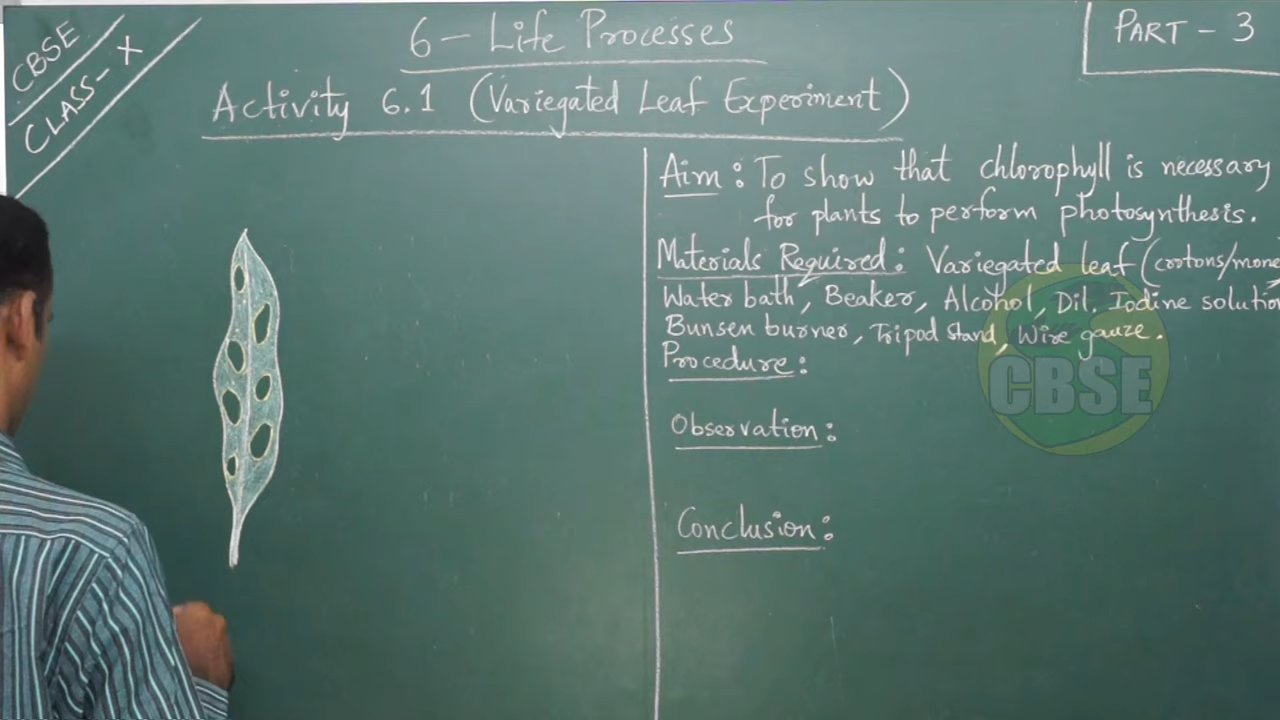 CBSE
CLASS - X
6 - Life Processes
PART - 3
Activity 6.1 (Variegated Leaf Experiment)
Aim: To show that chlorophyll is necessary
for plants to perform photosynthesis.
Materials Required: Variegated leaf (crotons/mone
Water bath, Beaker, Alcohol, Dil. Iodine solution
Bunsen burner, Tripod stand, Wire gauze.
Procedure:
CBSE
Observation:
Conclusion: